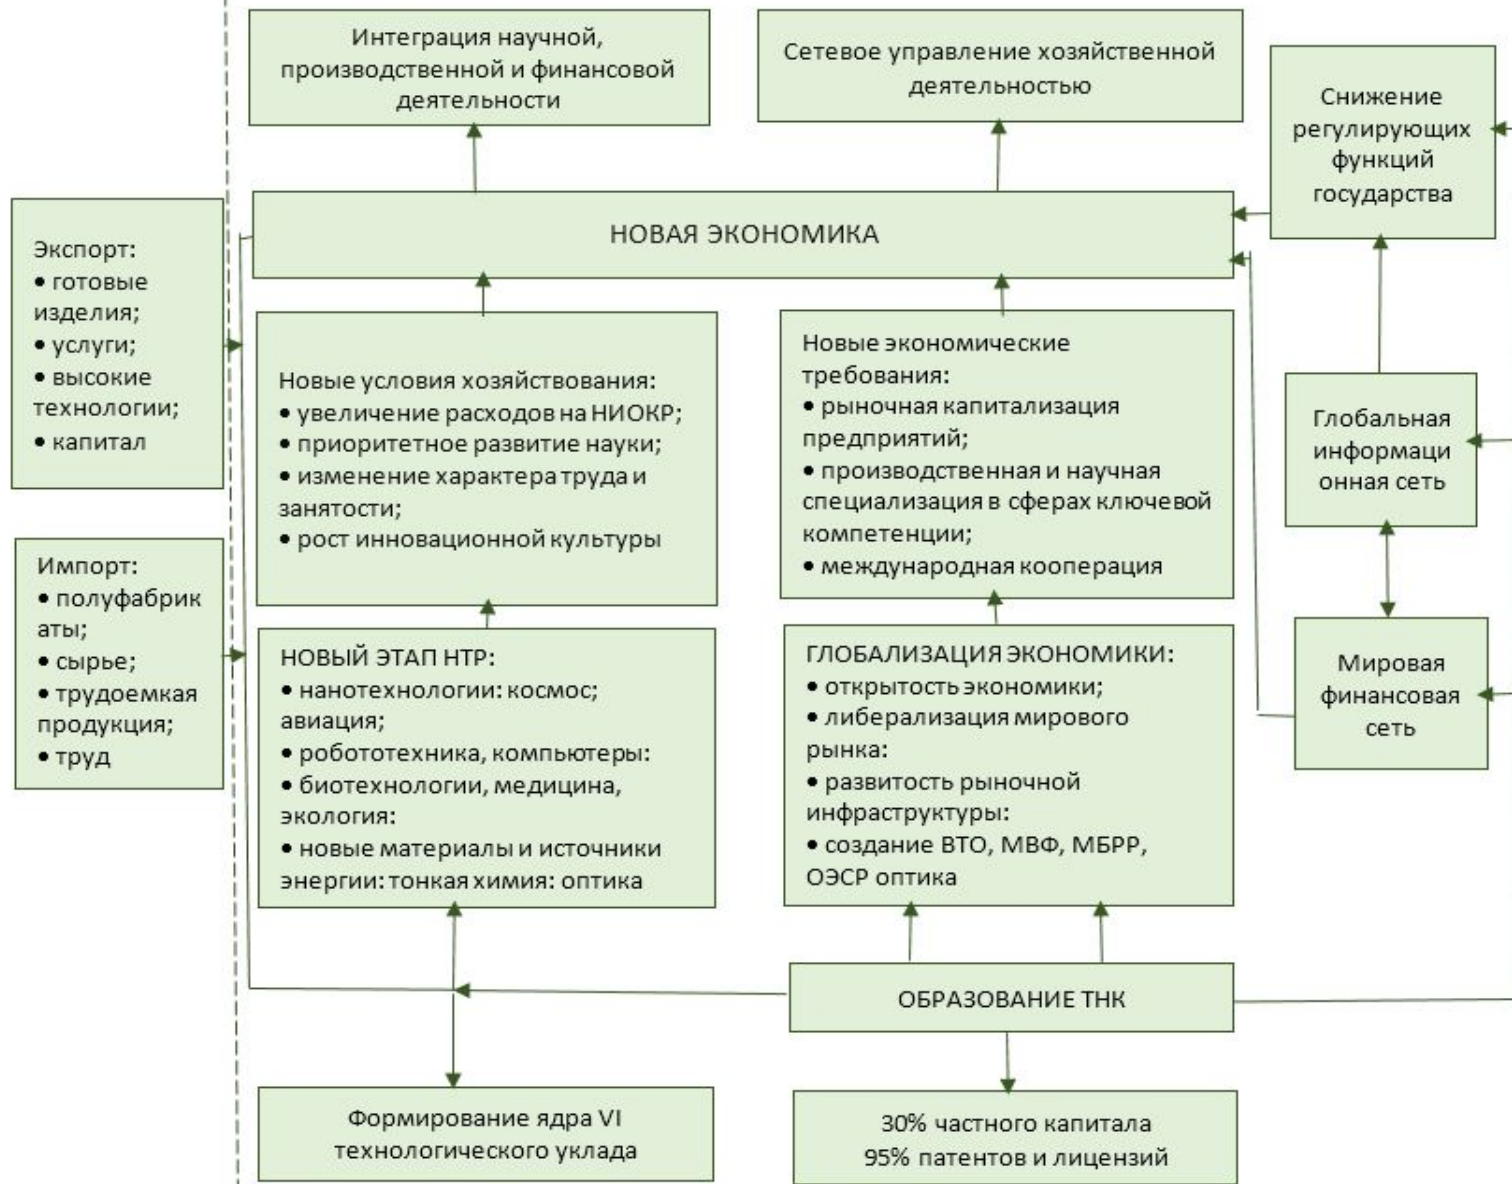 Интеграция научной,
производственной и финансовой
деятельности
Сетевое управление хозяйственной
деятельностью
Снижение
регулирующих
функций
государства
НОВАЯ ЭКОНОМИКА
Экспорт:
• готовые
изделия;
• услуги;
• высокие
технологии;
• капитал
Новые условия хозяйствования:
• увеличение расходов на НИОКР;
• приоритетное развитие науки;
• изменение характера труда и
занятости;
• рост инновационной культуры
Новые экономические
требования:
• рыночная капитализация
предприятий;
• производственная и научная
специализация в сферах ключевой
компетенции;
• международная кооперация
Глобальная
информаци
онная сеть
Импорт:
• полуфабрик
аты;
• сырье;
• трудоемкая
продукция;
• труд
НОВЫЙ ЭТАП НТР:
• нанотехнологии: космос;
авиация;
• робототехника, компьютеры:
• биотехнологии, медицина,
экология:
• новые материалы и источники
энергии: тонкая химия: оптика
ГЛОБАЛИЗАЦИЯ ЭКОНОМИКИ:
• открытость экономики;
• либерализация мирового
рынка:
• развитость рыночной
инфраструктуры:
• создание ВТО, МВФ, МБРР,
ОЭСР оптика
Мировая
финансовая
сеть
ОБРАЗОВАНИЕ ТНК
Формирование ядра VI
технологического уклада
30% частного капитала
95% патентов и лицензий